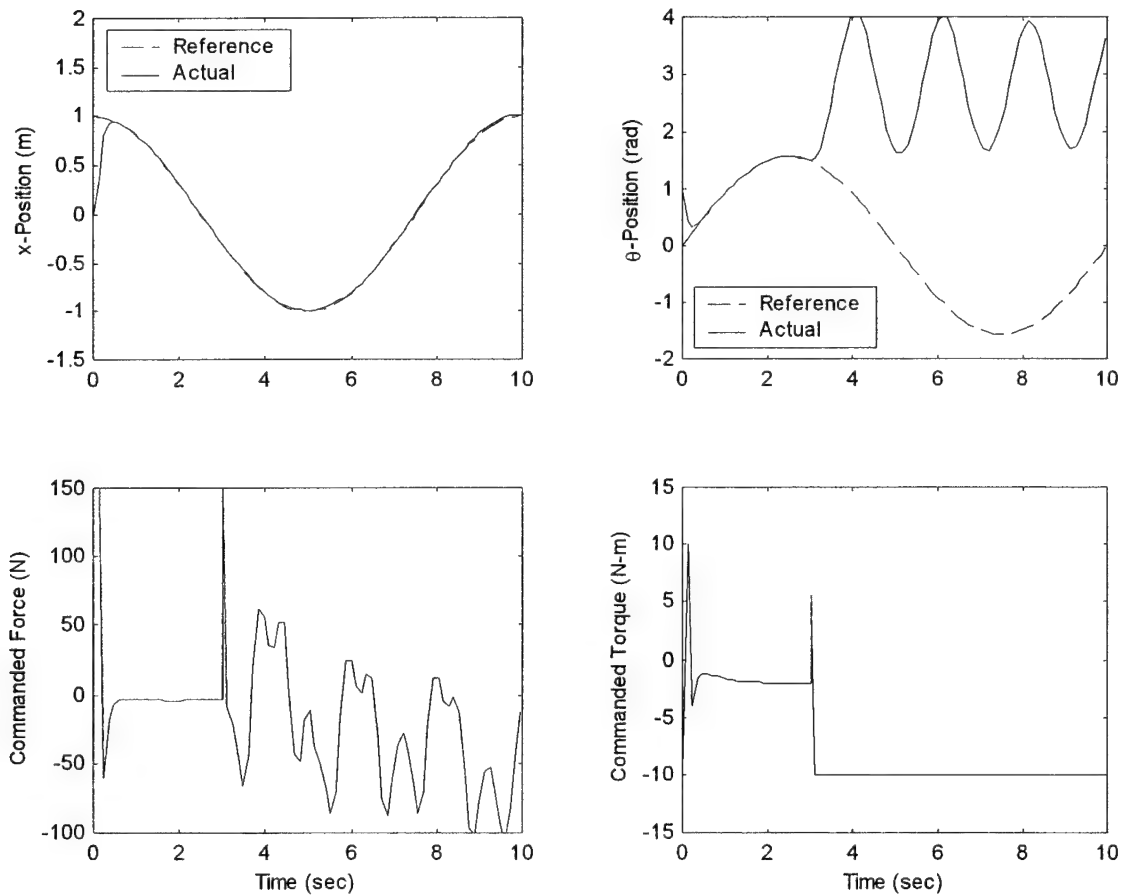 2
1.5
1
0.5
0
-0.5
-1
-1.5
x-Position (m)
Reference
Actual
0 2 4 6 8 10
4
3
2
1
0
-1
-2
θ-Position (rad)
Reference
Actual
0 2 4 6 8 10
150
100
50
0
-50
-100
Commanded Force (N)
0 2 4 6 8 10
Time (sec)
15
10
5
0
-5
-10
-15
Commanded Torque (N-m)
0 2 4 6 8 10
Time (sec)